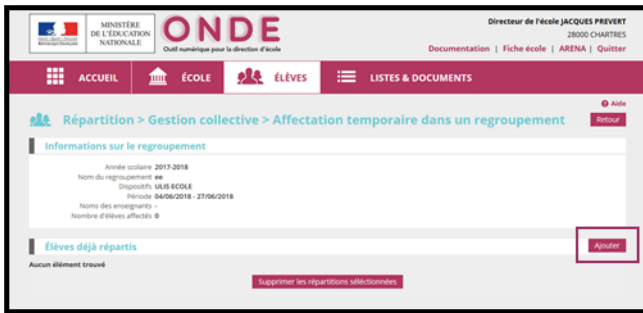 MINISTÈRE
DE L'ÉDUCATION
NATIONALE
ONDE
Outil numérique pour la direction d'école
Directeur de l'école JACQUES PREVERT
28000 CHARTRES
Documentation | Fiche école | ARENA | Quitter
ACCUEIL ÉCOLE ÉLÈVES LISTES & DOCUMENTS
Aide
Répartition > Gestion collective > Affectation temporaire dans un regroupement Retour
Informations sur le regroupement
Année scolaire 2017-2018
Nom du regroupement ee
Dispositifs ULIS ECOLE
Période 04/06/2018 - 27/06/2018
Noms des enseignants -
Nombre d'élèves affectés 0
Élèves déjà répartis Ajouter
Aucun élément trouvé
Supprimer les répartitions séléctionnées